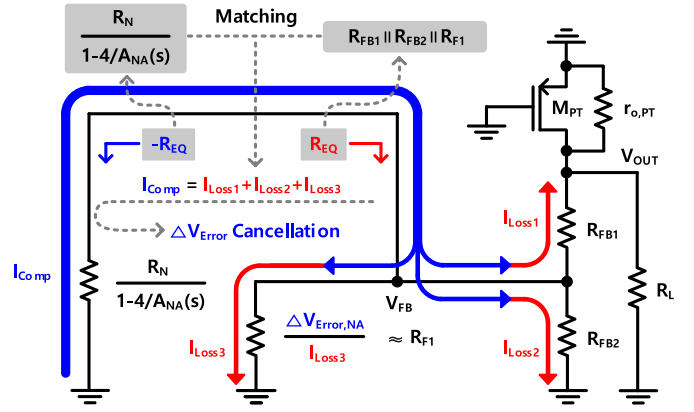 R_N
Matching
R_FB1 || R_FB2 || R_F1
1-4/A_NA(s)
M_PT
r_o,PT
-R_EQ
R_EQ
V_OUT
I_Comp = I_Loss1+I_Loss2+I_Loss3
I_Loss1
R_FB1
△V_Error Cancellation
I_Comp
R_N
1-4/A_NA(s)
V_FB
R_L
△V_Error,NA
I_Loss3
≈ R_F1
I_Loss3
I_Loss2
R_FB2